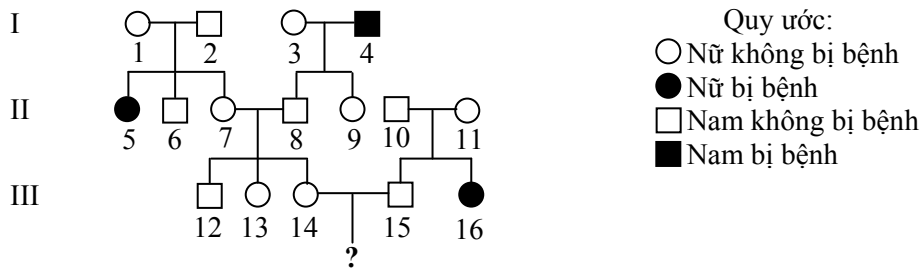 I
1 2 3 4
II
5 6 7 8 9 10 11
III
12 13 14 15 16
?
Quy ước:
Nữ không bị bệnh
Nữ bị bệnh
Nam không bị bệnh
Nam bị bệnh